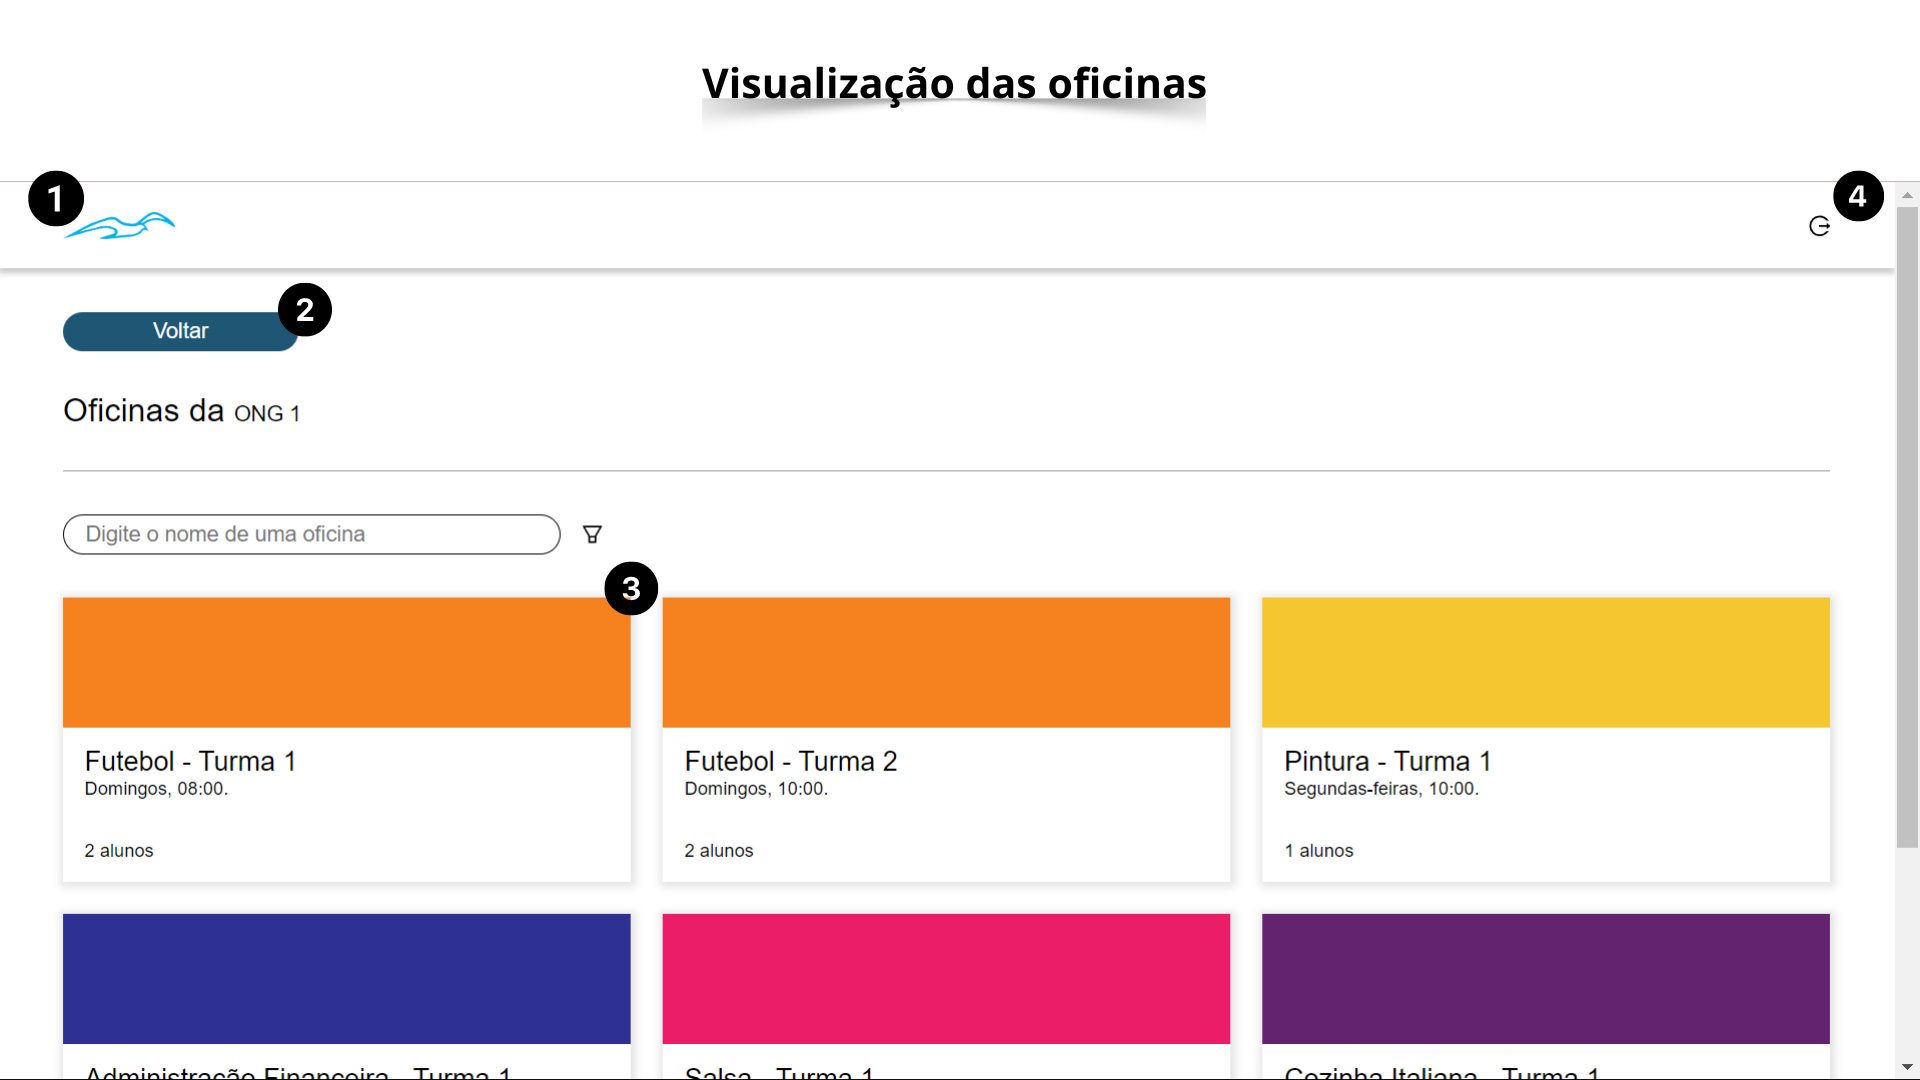 Visualização das oficinas
1
4
2
Voltar
Oficinas da ONG 1
Digite o nome de uma oficina
3
Futebol - Turma 1
Domingos, 08:00.
2 alunos
Futebol - Turma 2
Domingos, 10:00.
2 alunos
Pintura - Turma 1
Segundas-feiras, 10:00.
1 alunos
Administração Financeira - Turma 1
Salsa - Turma 1
Cozinha Italiana - Turma 1